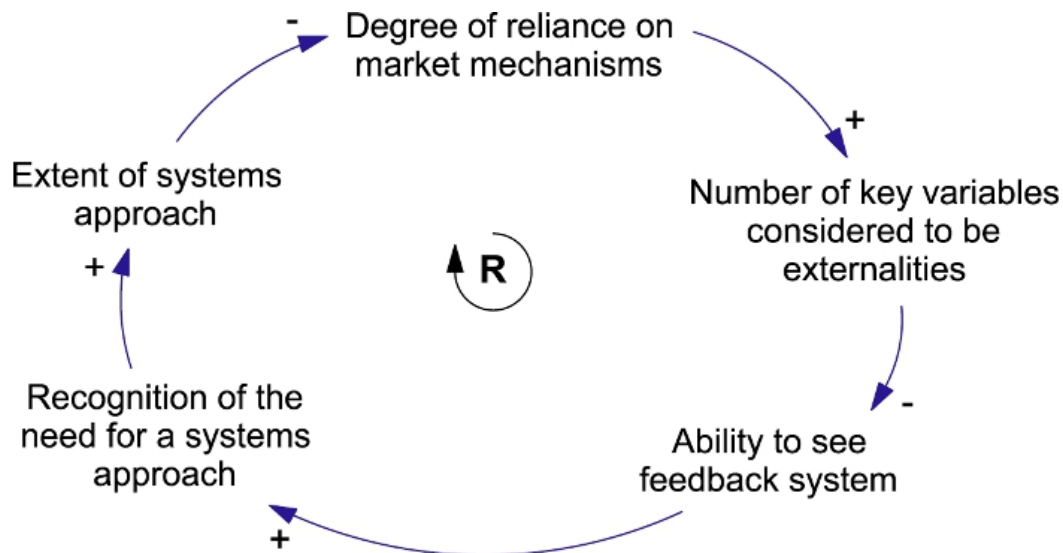 -
Degree of reliance on
market mechanisms
+
Number of key variables
considered to be
externalities
-
Ability to see
feedback system
+
Recognition of the
need for a systems
approach
+
Extent of systems
approach
R